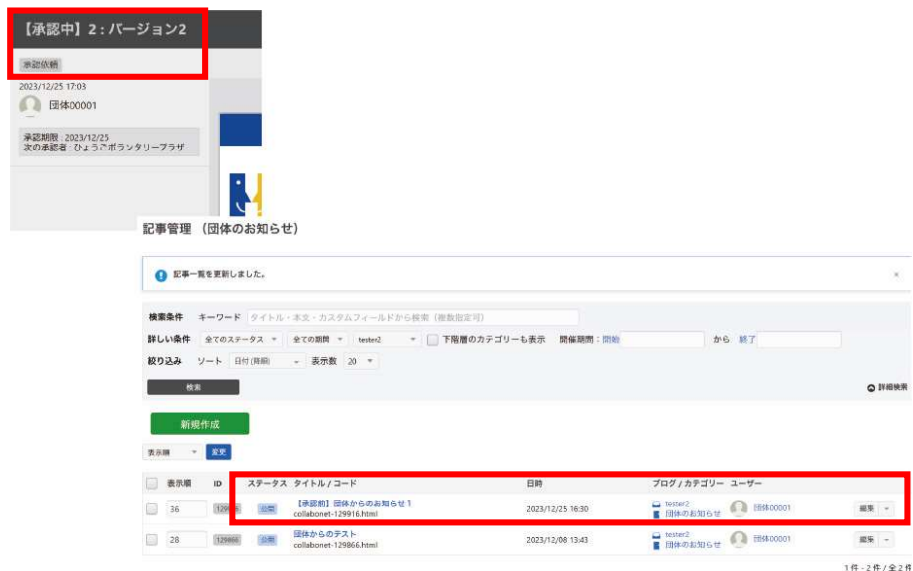 【承認中】2：バージョン2
承認依頼
2023/12/25 17:03
団体00001
承認期限：2023/12/25
次の承認者：ひょうごボランタリープラザ
記事管理 （団体のお知らせ）
記事一覧を更新しました。 ×
検索条件 キーワード タイトル・本文・カスタムフィールドから検索（複数指定可）
詳しい条件 全てのステータス 全ての期間 tester2 下階層のカテゴリーも表示 開催期間：開始 から 終了
絞り込み ソート 日付(降順) 表示数 20
検索 詳細検索
新規作成
表示順 変更
表示順 ID ステータス タイトル / コード 日時 ブログ / カテゴリー ユーザー
36 129916 公開 【承認前】団体からのお知らせ1 2023/12/25 16:30 tester2 団体00001 編集
collabonet-129916.html 団体のお知らせ
28 129866 公開 団体からのテスト 2023/12/08 13:43 tester2 団体00001 編集
collabonet-129866.html 団体のお知らせ
1件 - 2件 / 全2件